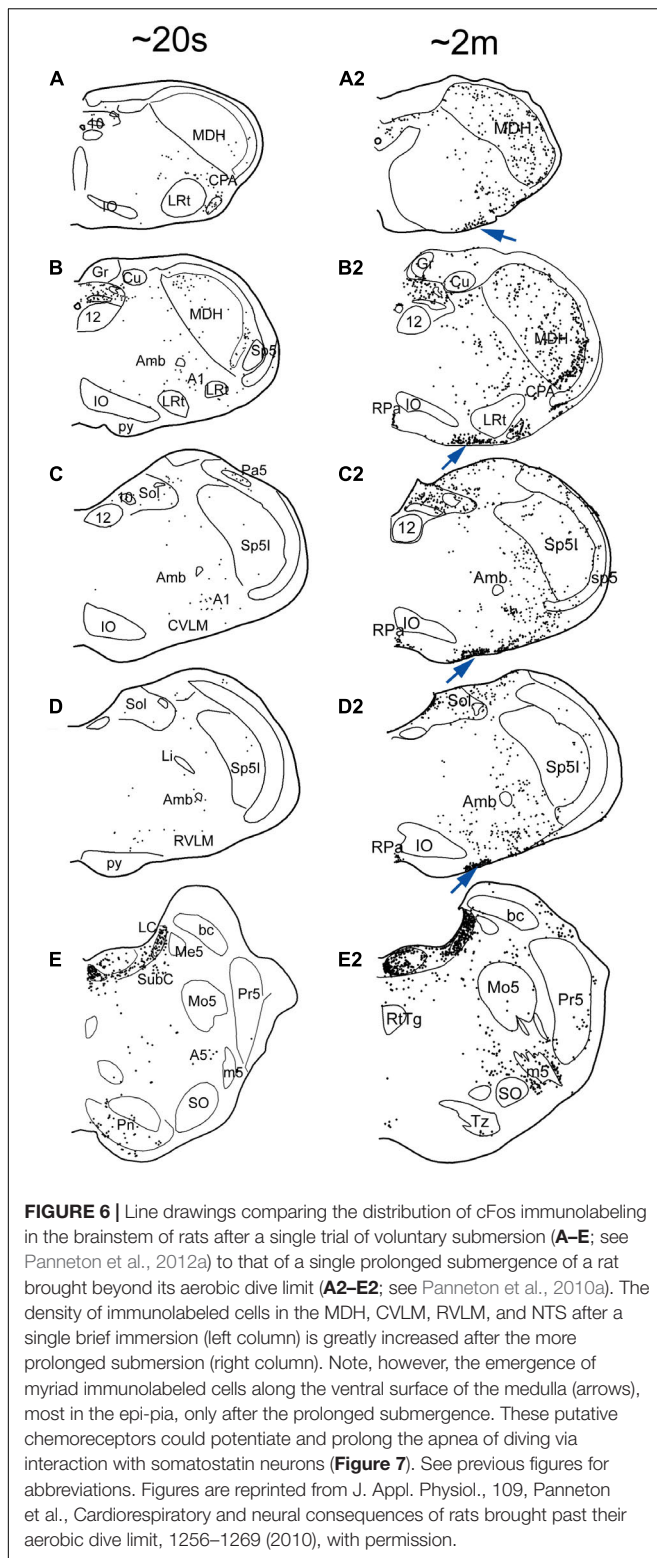 ~20s
~2m
A
10
MDH
CPA
LRt
IO
A2
MDH
B
Gr
Cu
12
MDH
Sp5
Amb
A1
LRt
LRt
IO
py
B2
Gr
Cu
12
MDH
CPA
RPa
IO
LRt
C
Pa5
10
Sol
12
Sp5I
Amb
A1
IO
CVLM
C2
12
Sp5I
sp5
Amb
RPa
IO
D
Sol
Li
Sp5I
Amb
RVLM
py
D2
Sol
Sp5I
Amb
RPa
IO
E
LC
bc
Me5
SubC
Mo5
Pr5
A5
m5
SO
Pn
E2
bc
Mo5
Pr5
RtTg
m5
SO
Tz
FIGURE 6 | Line drawings comparing the distribution of cFos immunolabeling
in the brainstem of rats after a single trial of voluntary submersion (A–E; see
Panneton et al., 2012a) to that of a single prolonged submergence of a rat
brought beyond its aerobic dive limit (A2–E2; see Panneton et al., 2010a). The
density of immunolabeled cells in the MDH, CVLM, RVLM, and NTS after a
single brief immersion (left column) is greatly increased after the more
prolonged submersion (right column). Note, however, the emergence of
myriad immunolabeled cells along the ventral surface of the medulla (arrows),
most in the epi-pia, only after the prolonged submergence. These putative
chemoreceptors could potentiate and prolong the apnea of diving via
interaction with somatostatin neurons (Figure 7). See previous figures for
abbreviations. Figures are reprinted from J. Appl. Physiol., 109, Panneton
et al., Cardiorespiratory and neural consequences of rats brought past their
aerobic dive limit, 1256–1269 (2010), with permission.